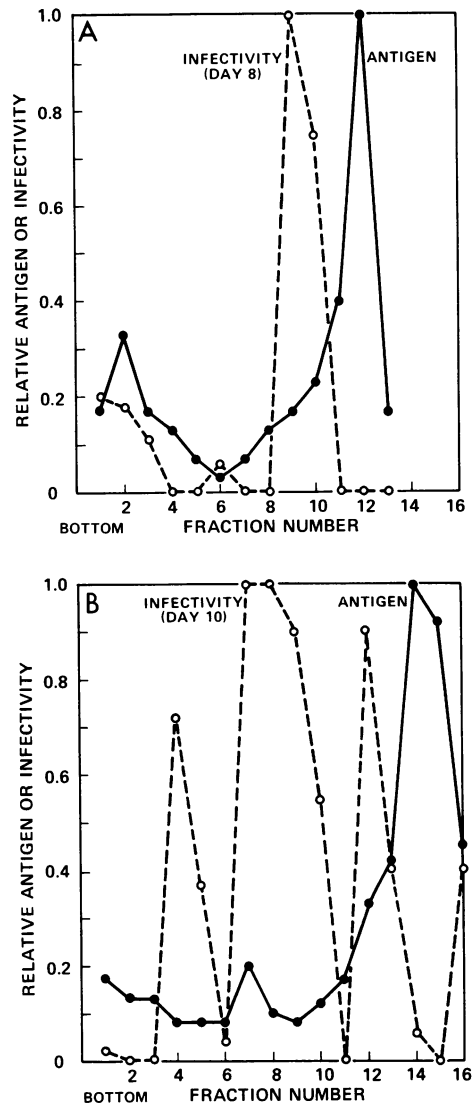 A
1.0
INFECTIVITY
(DAY 8)
ANTIGEN
0.8
0.6
0.4
0.2
0
RELATIVE ANTIGEN OR INFECTIVITY
2 4 6 8 10 12 14 16
BOTTOM FRACTION NUMBER
B
1.0
INFECTIVITY
(DAY 10)
ANTIGEN
0.8
0.6
0.4
0.2
0
RELATIVE ANTIGEN OR INFECTIVITY
2 4 6 8 10 12 14 16
BOTTOM FRACTION NUMBER